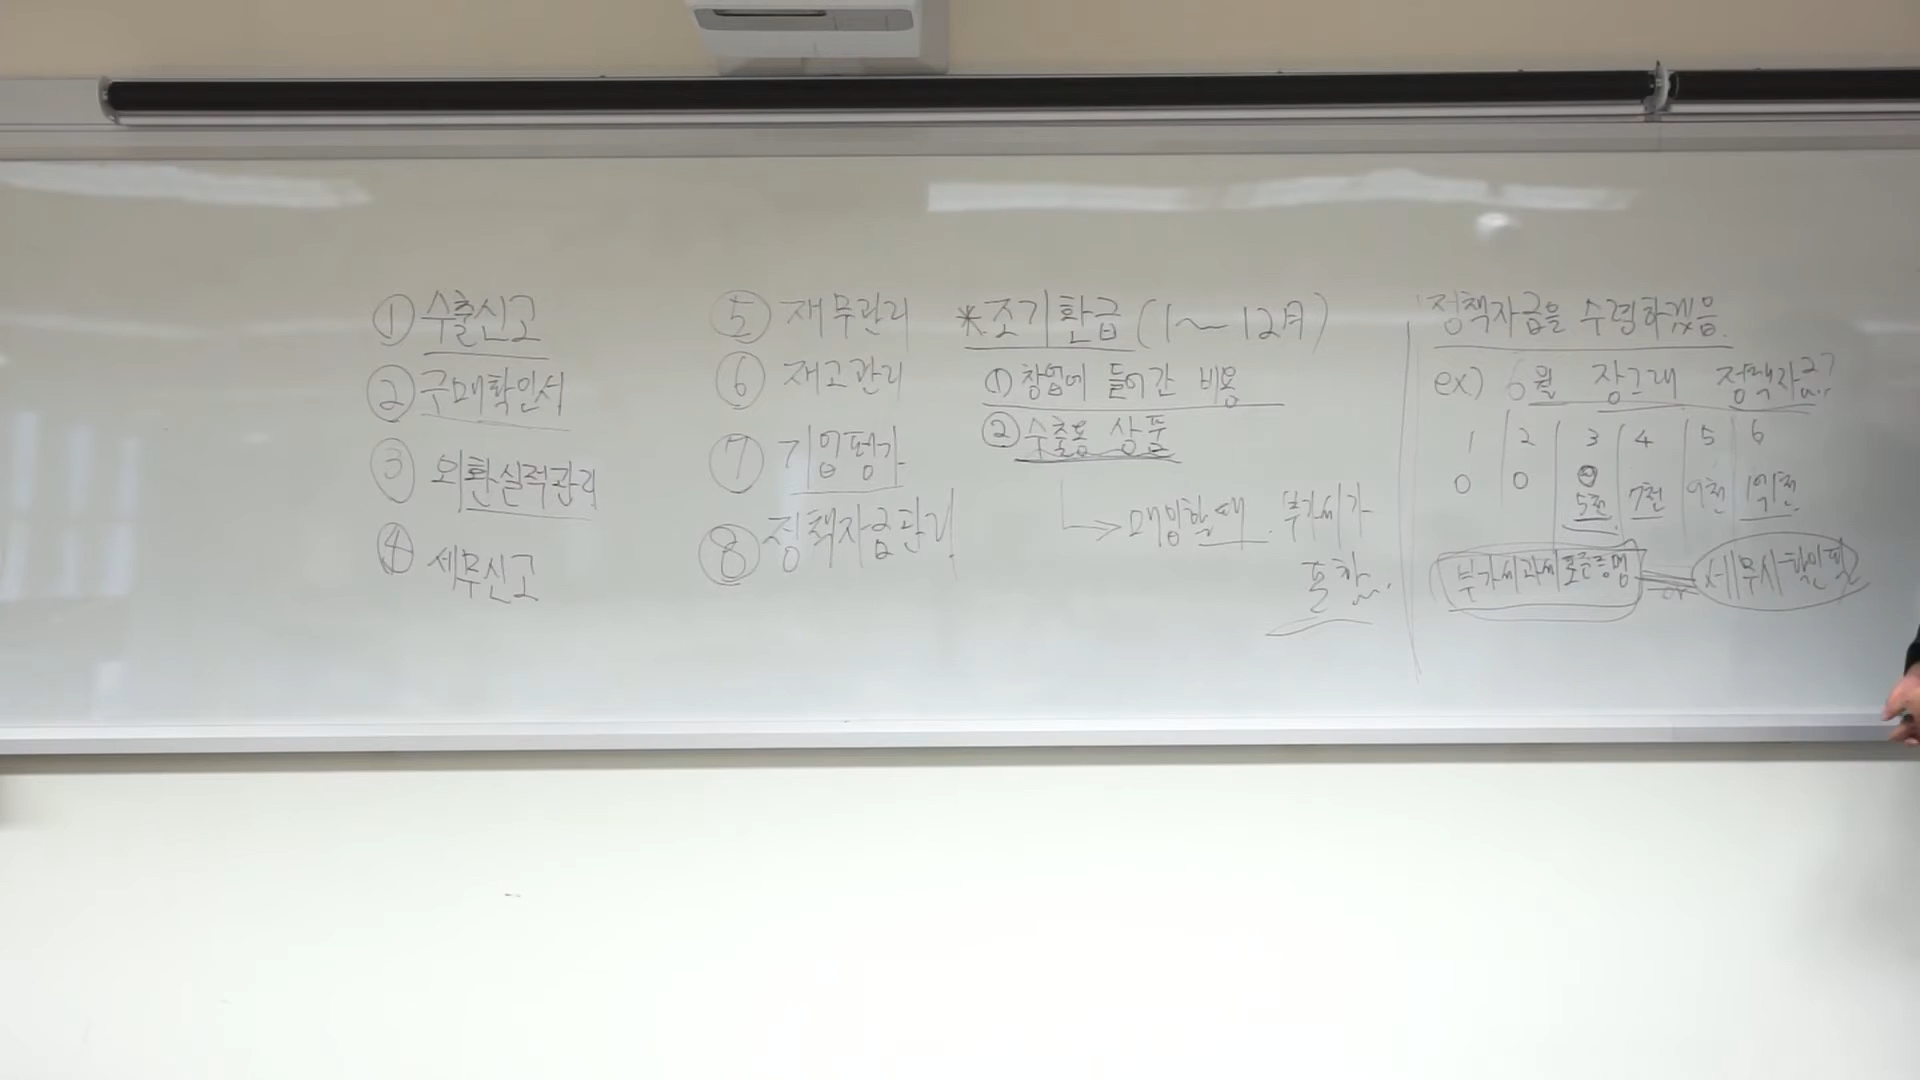 ① 수출신고
② 구매확인서
③ 외환실적관리
④ 세무신고
⑤ 재무관리
⑥ 재고관리
⑦ 기업평가
⑧ 정책자금관리
*조기환급 (1~12月)
① 창업에 들어간 비용
② 수출용 상품
→ 매입할때 부가세가
포함.
정책자금을 수령하겠음.
ex) 6월 장그래 정책자금??
1 2 3 4 5 6
0 0 0 5천 7천 9천 1억1천
부가세과세표준증명 or 세무사확인